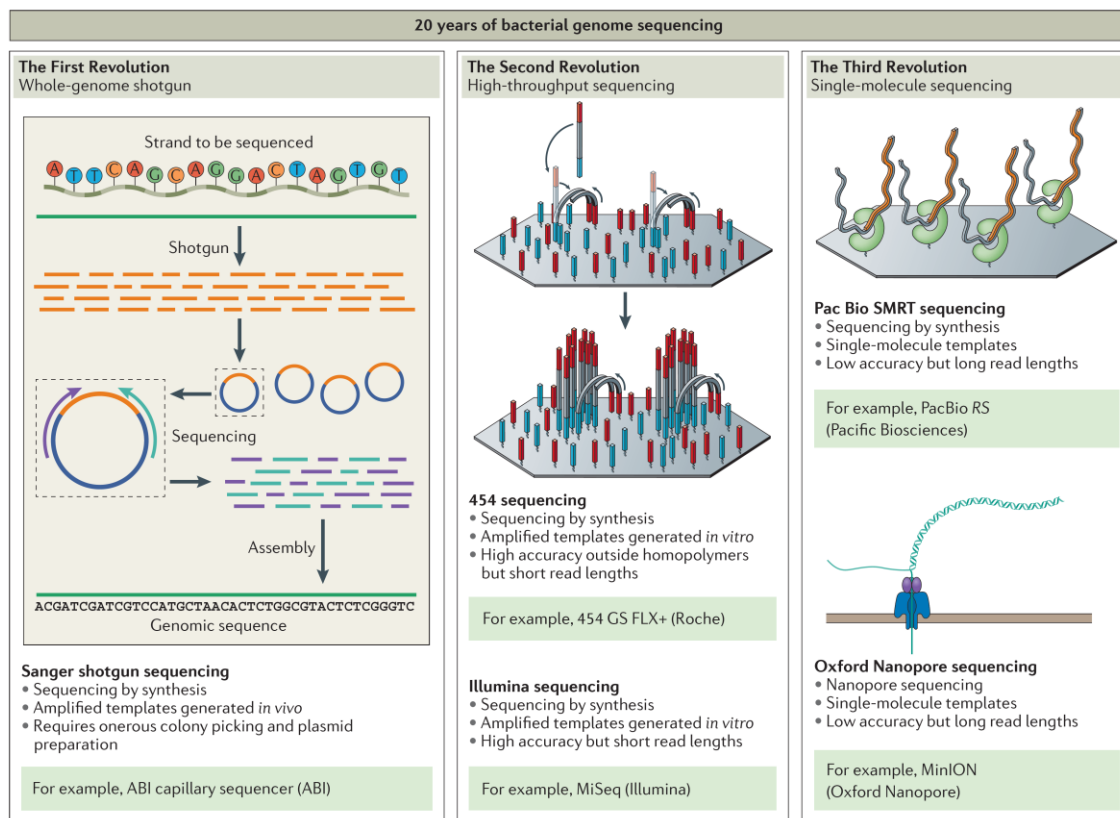 20 years of bacterial genome sequencing
The First Revolution
Whole-genome shotgun
Strand to be sequenced
A T T C A G C A G G A C T A G T G T
Shotgun
Sequencing
Assembly
ACGATCGATCGTCCATGCTAACACTCTGGCGTACTCTCGGGTC
Genomic sequence
Sanger shotgun sequencing
• Sequencing by synthesis
• Amplified templates generated in vivo
• Requires onerous colony picking and plasmid
preparation
For example, ABI capillary sequencer (ABI)
The Second Revolution
High-throughput sequencing
454 sequencing
• Sequencing by synthesis
• Amplified templates generated in vitro
• High accuracy outside homopolymers
but short read lengths
For example, 454 GS FLX+ (Roche)
Illumina sequencing
• Sequencing by synthesis
• Amplified templates generated in vitro
• High accuracy but short read lengths
For example, MiSeq (Illumina)
The Third Revolution
Single-molecule sequencing
Pac Bio SMRT sequencing
• Sequencing by synthesis
• Single-molecule templates
• Low accuracy but long read lengths
For example, PacBio RS
(Pacific Biosciences)
Oxford Nanopore sequencing
• Nanopore sequencing
• Single-molecule templates
• Low accuracy but long read lengths
For example, MinION
(Oxford Nanopore)